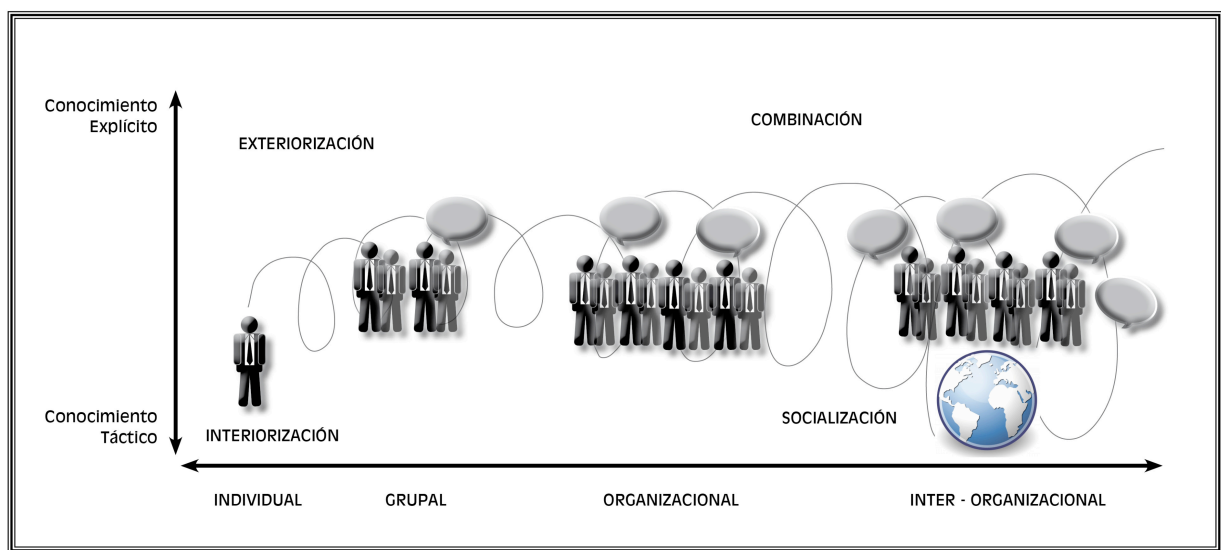 Conocimiento
Explícito
EXTERIORIZACIÓN
COMBINACIÓN
Conocimiento
Táctico
INTERIORIZACIÓN
SOCIALIZACIÓN
INDIVIDUAL
GRUPAL
ORGANIZACIONAL
INTER - ORGANIZACIONAL